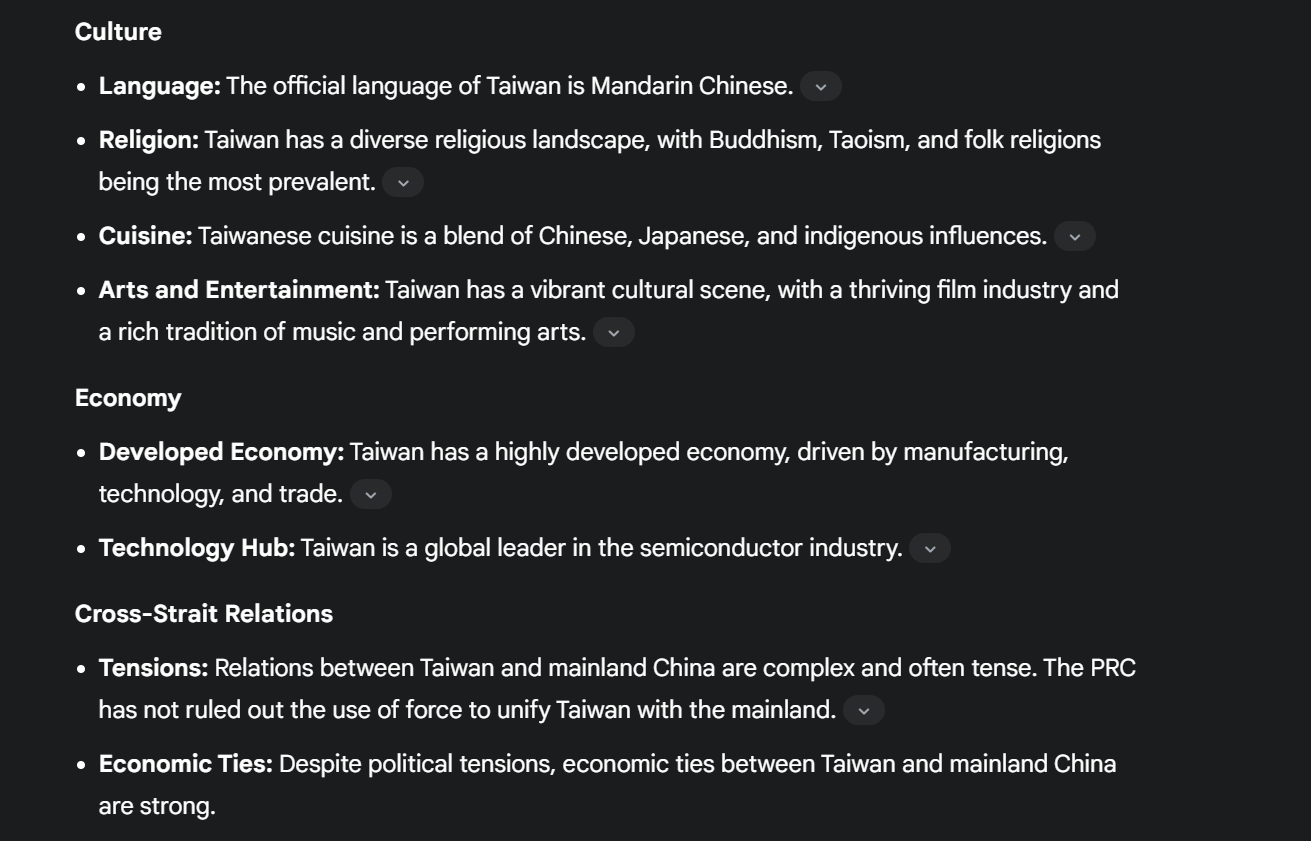 Culture
• Language: The official language of Taiwan is Mandarin Chinese.
• Religion: Taiwan has a diverse religious landscape, with Buddhism, Taoism, and folk religions
being the most prevalent.
• Cuisine: Taiwanese cuisine is a blend of Chinese, Japanese, and indigenous influences.
• Arts and Entertainment: Taiwan has a vibrant cultural scene, with a thriving film industry and
a rich tradition of music and performing arts.
Economy
• Developed Economy: Taiwan has a highly developed economy, driven by manufacturing,
technology, and trade.
• Technology Hub: Taiwan is a global leader in the semiconductor industry.
Cross-Strait Relations
• Tensions: Relations between Taiwan and mainland China are complex and often tense. The PRC
has not ruled out the use of force to unify Taiwan with the mainland.
• Economic Ties: Despite political tensions, economic ties between Taiwan and mainland China
are strong.